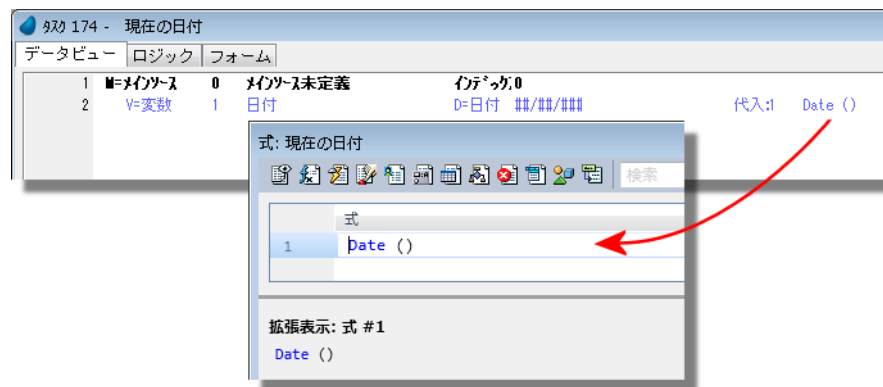 タスク 174 - 現在の日付
データビュー ロジック フォーム
1 M=メインソース 0 メインソース未定義 インデックス:0
2 V=変数 1 日付 D=日付 ##/##/### 代入:1 Date ()
式: 現在の日付
検索
式
1 Date ()
拡張表示: 式 #1
Date ()